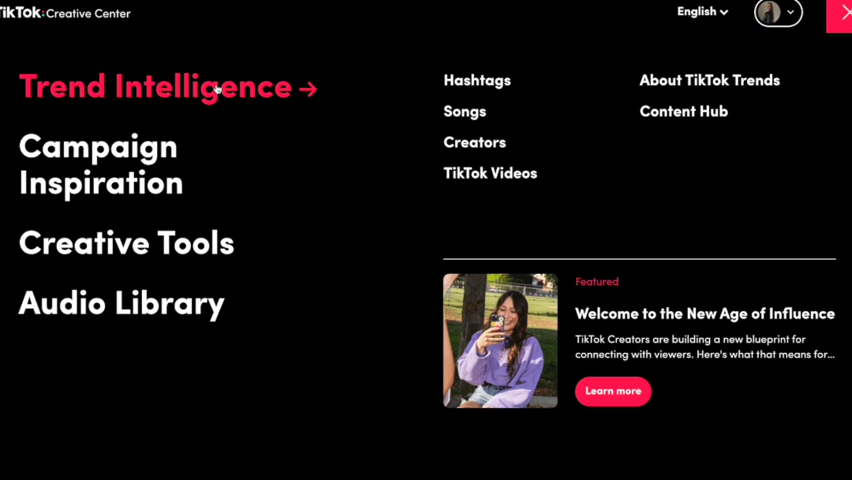 TikTok: Creative Center
English
Trend Intelligence →
Campaign
Inspiration
Creative Tools
Audio Library
Hashtags
Songs
Creators
TikTok Videos
About TikTok Trends
Content Hub
Featured
Welcome to the New Age of Influence
TikTok Creators are building a new blueprint for
connecting with viewers. Here's what that means for...
Learn more